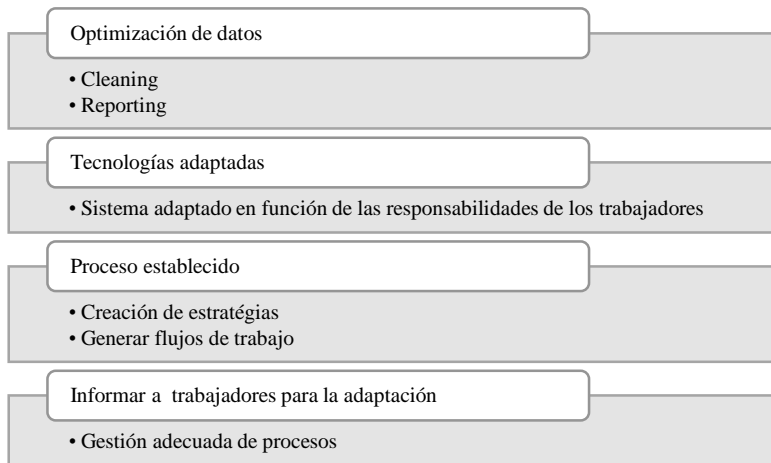 Optimización de datos
• Cleaning
• Reporting
Tecnologías adaptadas
• Sistema adaptado en función de las responsabilidades de los trabajadores
Proceso establecido
• Creación de estratégias
• Generar flujos de trabajo
Informar a  trabajadores para la adaptación
• Gestión adecuada de procesos